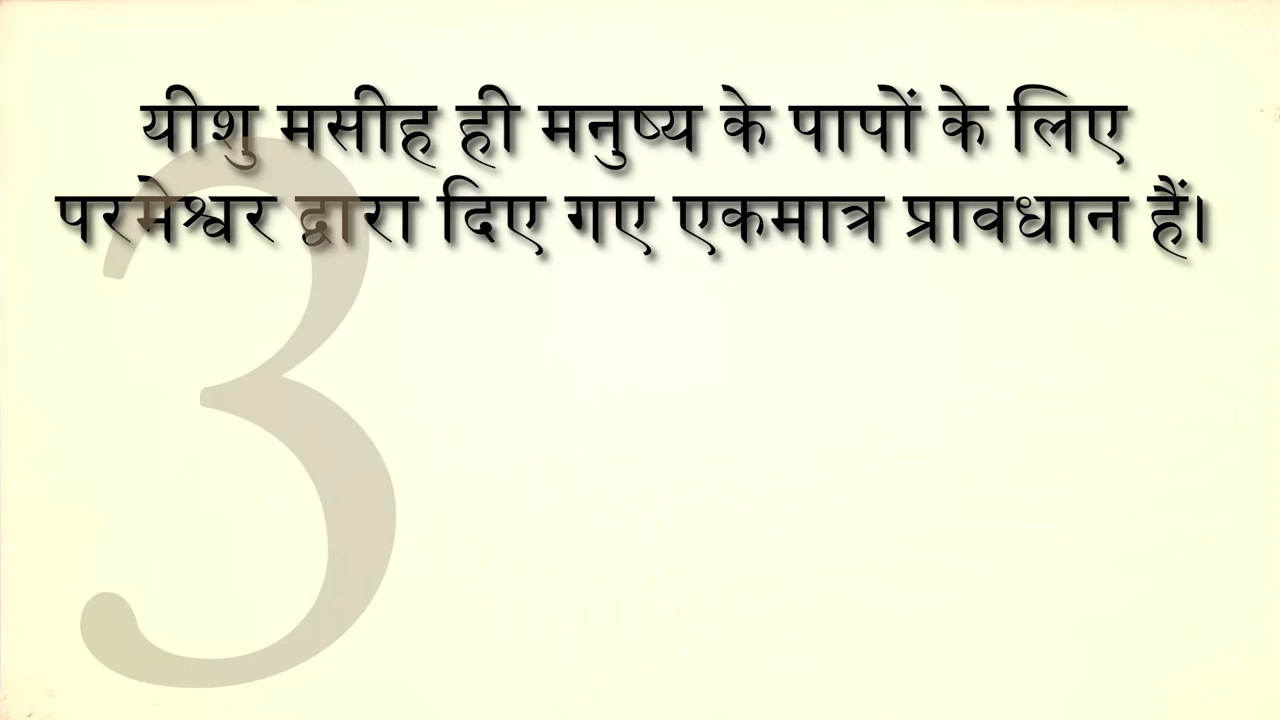 यीशु मसीह ही मनुष्य के पापों के लिए
परमेश्वर द्वारा दिए गए एकमात्र प्रावधान हैं।
3